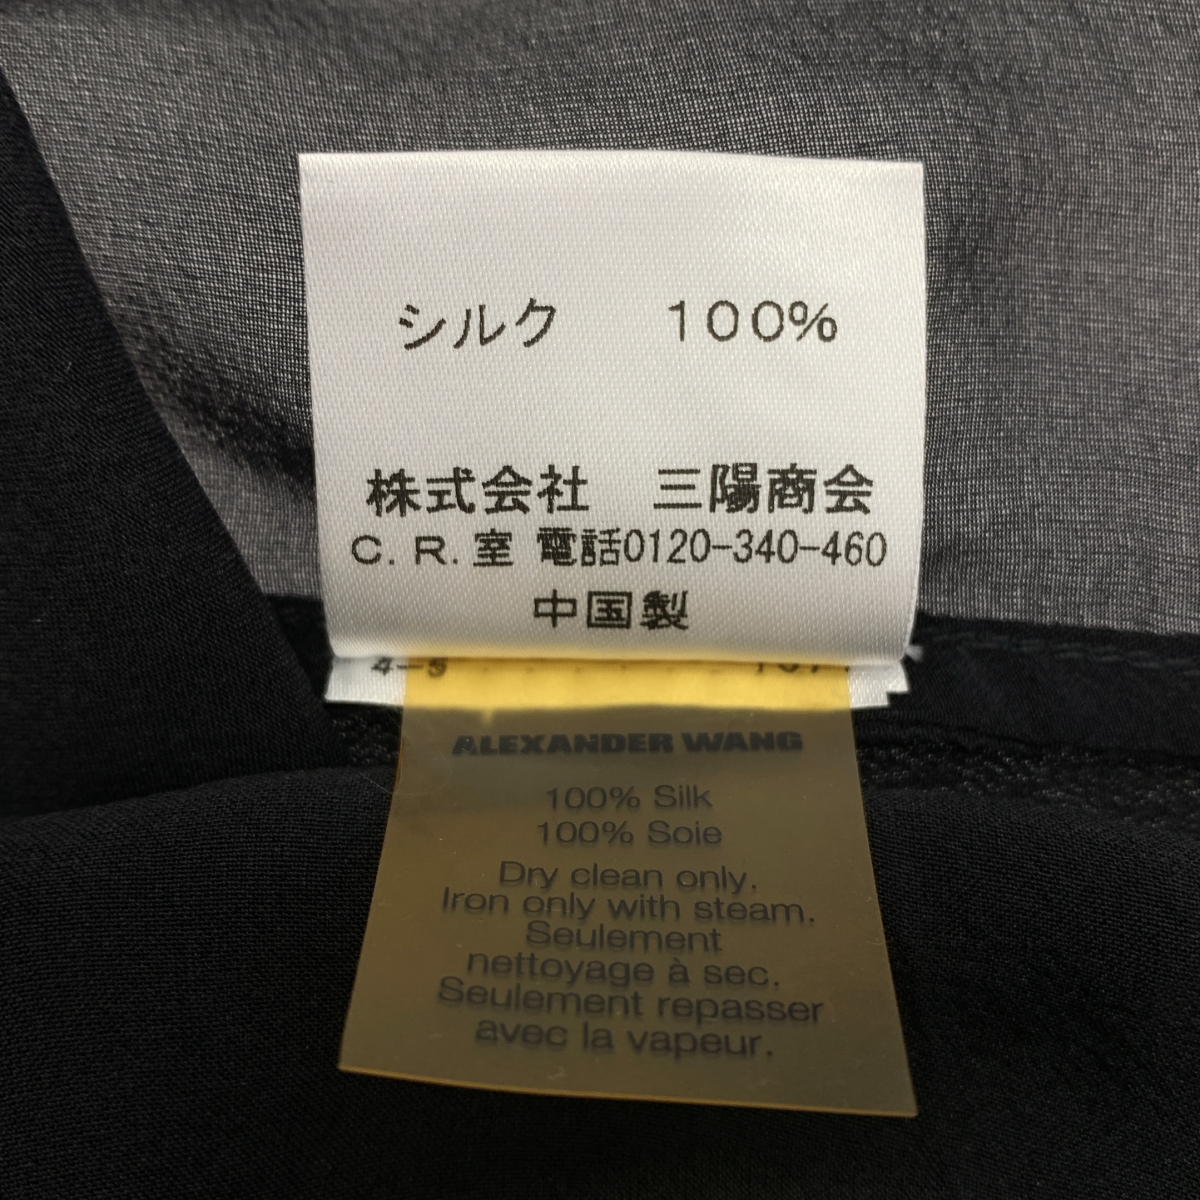 シルク　100%
株式会社　三陽商会
C.R.室 電話0120-340-460
中国製
ALEXANDER WANG
100% Silk
100% Soie
Dry clean only.
Iron only with steam.
Seulement
nettoyage à sec.
Seulement repasser
avec la vapeur.